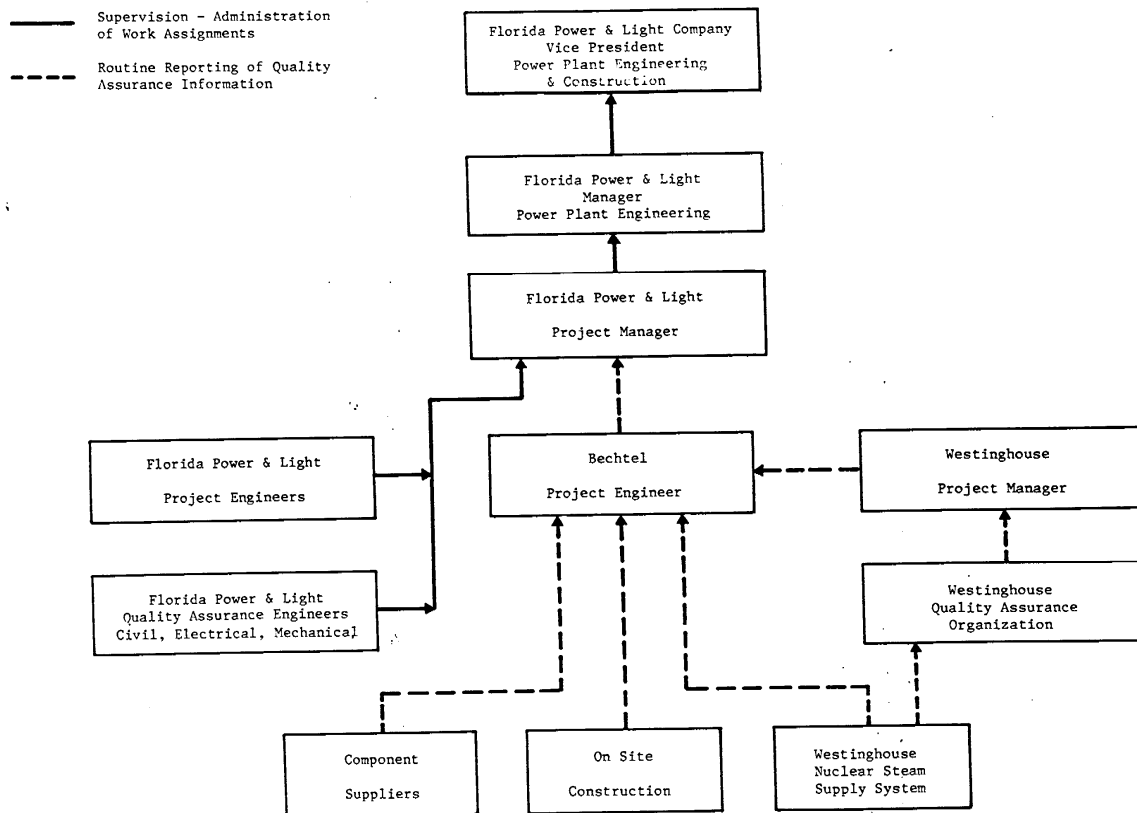 Supervision - Administration
of Work Assignments
Routine Reporting of Quality
Assurance Information
Florida Power & Light Company
Vice President
Power Plant Engineering
& Construction
Florida Power & Light
Manager
Power Plant Engineering
Florida Power & Light
Project Manager
Florida Power & Light
Project Engineers
Bechtel
Project Engineer
Westinghouse
Project Manager
Florida Power & Light
Quality Assurance Engineers
Civil, Electrical, Mechanical
Westinghouse
Quality Assurance
Organization
Component
Suppliers
On Site
Construction
Westinghouse
Nuclear Steam
Supply System